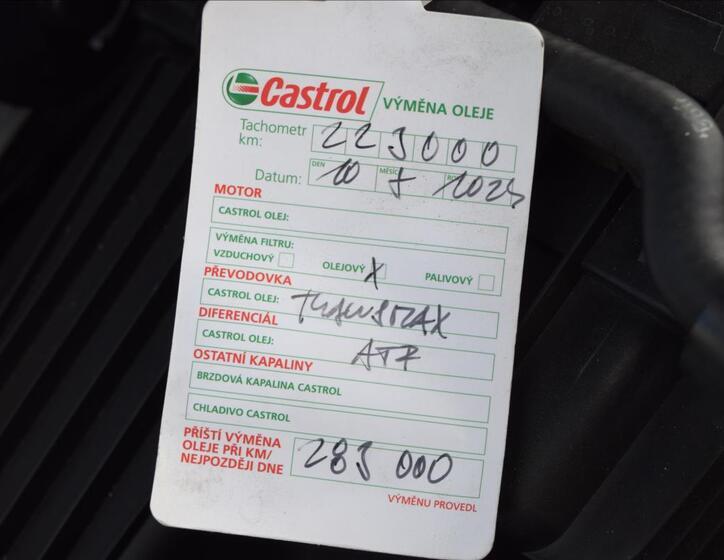 Castrol VÝMĚNA OLEJE
Tachometr km: 223000
DEN MĚSÍC
Datum: 10
MOTOR
CASTROL OLEJ:
VÝMĚNA FILTRU:
VZDUCHOVÝ OLEJOVÝ X PALIVOVÝ
PŘEVODOVKA
CASTROL OLEJ: TRANSMAX
DIFERENCIÁL
CASTROL OLEJ: ATF
OSTATNÍ KAPALINY
BRZDOVÁ KAPALINA CASTROL
CHLADIVO CASTROL
PŘÍŠTÍ VÝMĚNA
OLEJE PŘI KM/
NEJPOZDĚJI DNE
283 000
VÝMĚNU PROVEDL